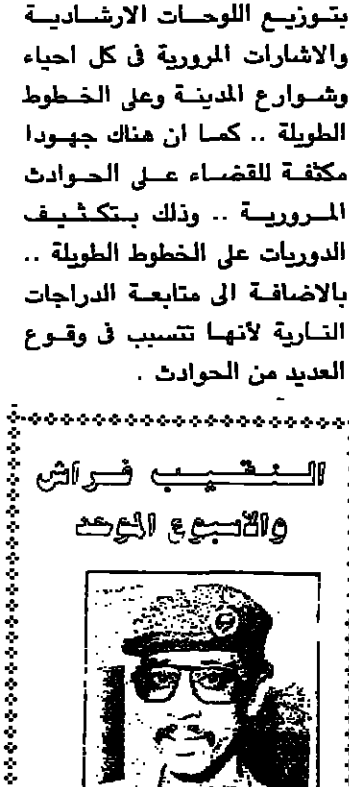 بتوزيع اللوحات الارشادية
والاشارات المرورية فى كل احياء
وشوارع المدينة وعلى الخطوط
الطويلة .. كما ان هناك جهودا
مكثفة للقضاء على الحوادث
المرورية .. وذلك بتكثيف
الدوريات على الخطوط الطويلة ..
بالاضافة الى متابعة الدراجات
النارية لأنها تتسبب فى وقوع
العديد من الحوادث .
النقيب فراش
والأسبوع الموحد